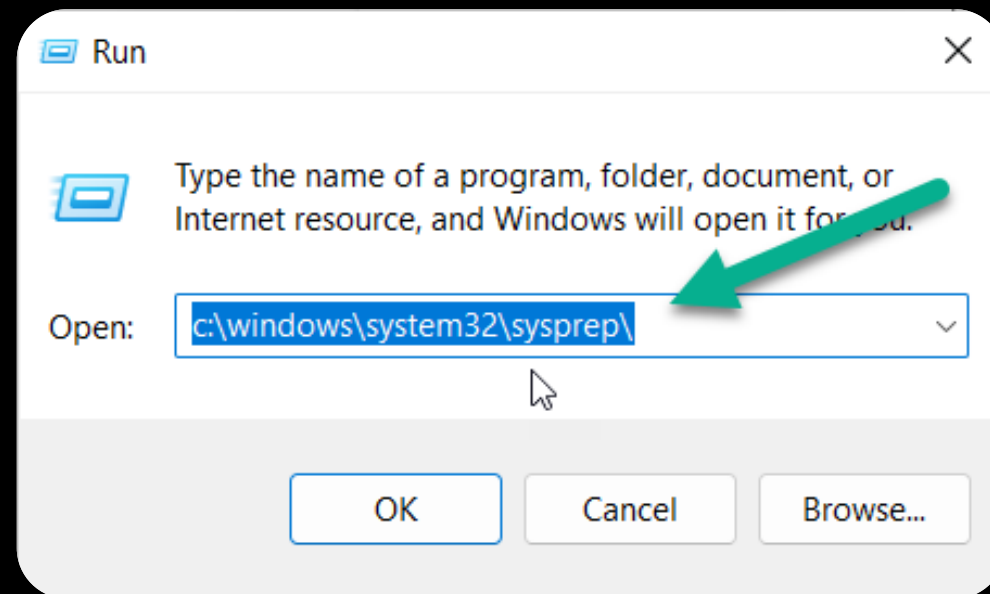 Run
Type the name of a program, folder, document, or
Internet resource, and Windows will open it for you.
Open: c:\windows\system32\sysprep\
OK Cancel Browse...